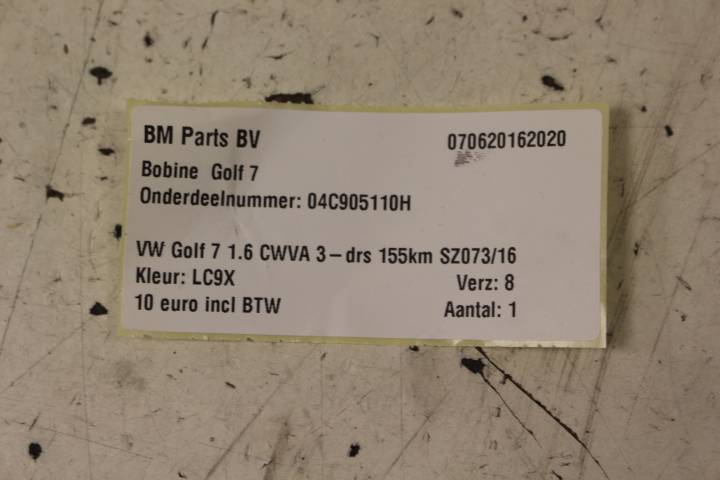 BM Parts BV 070620162020
Bobine Golf 7
Onderdeelnummer: 04C905110H
VW Golf 7 1.6 CWVA 3-drs 155km SZ073/16
Kleur: LC9X Verz: 8
10 euro incl BTW Aantal: 1